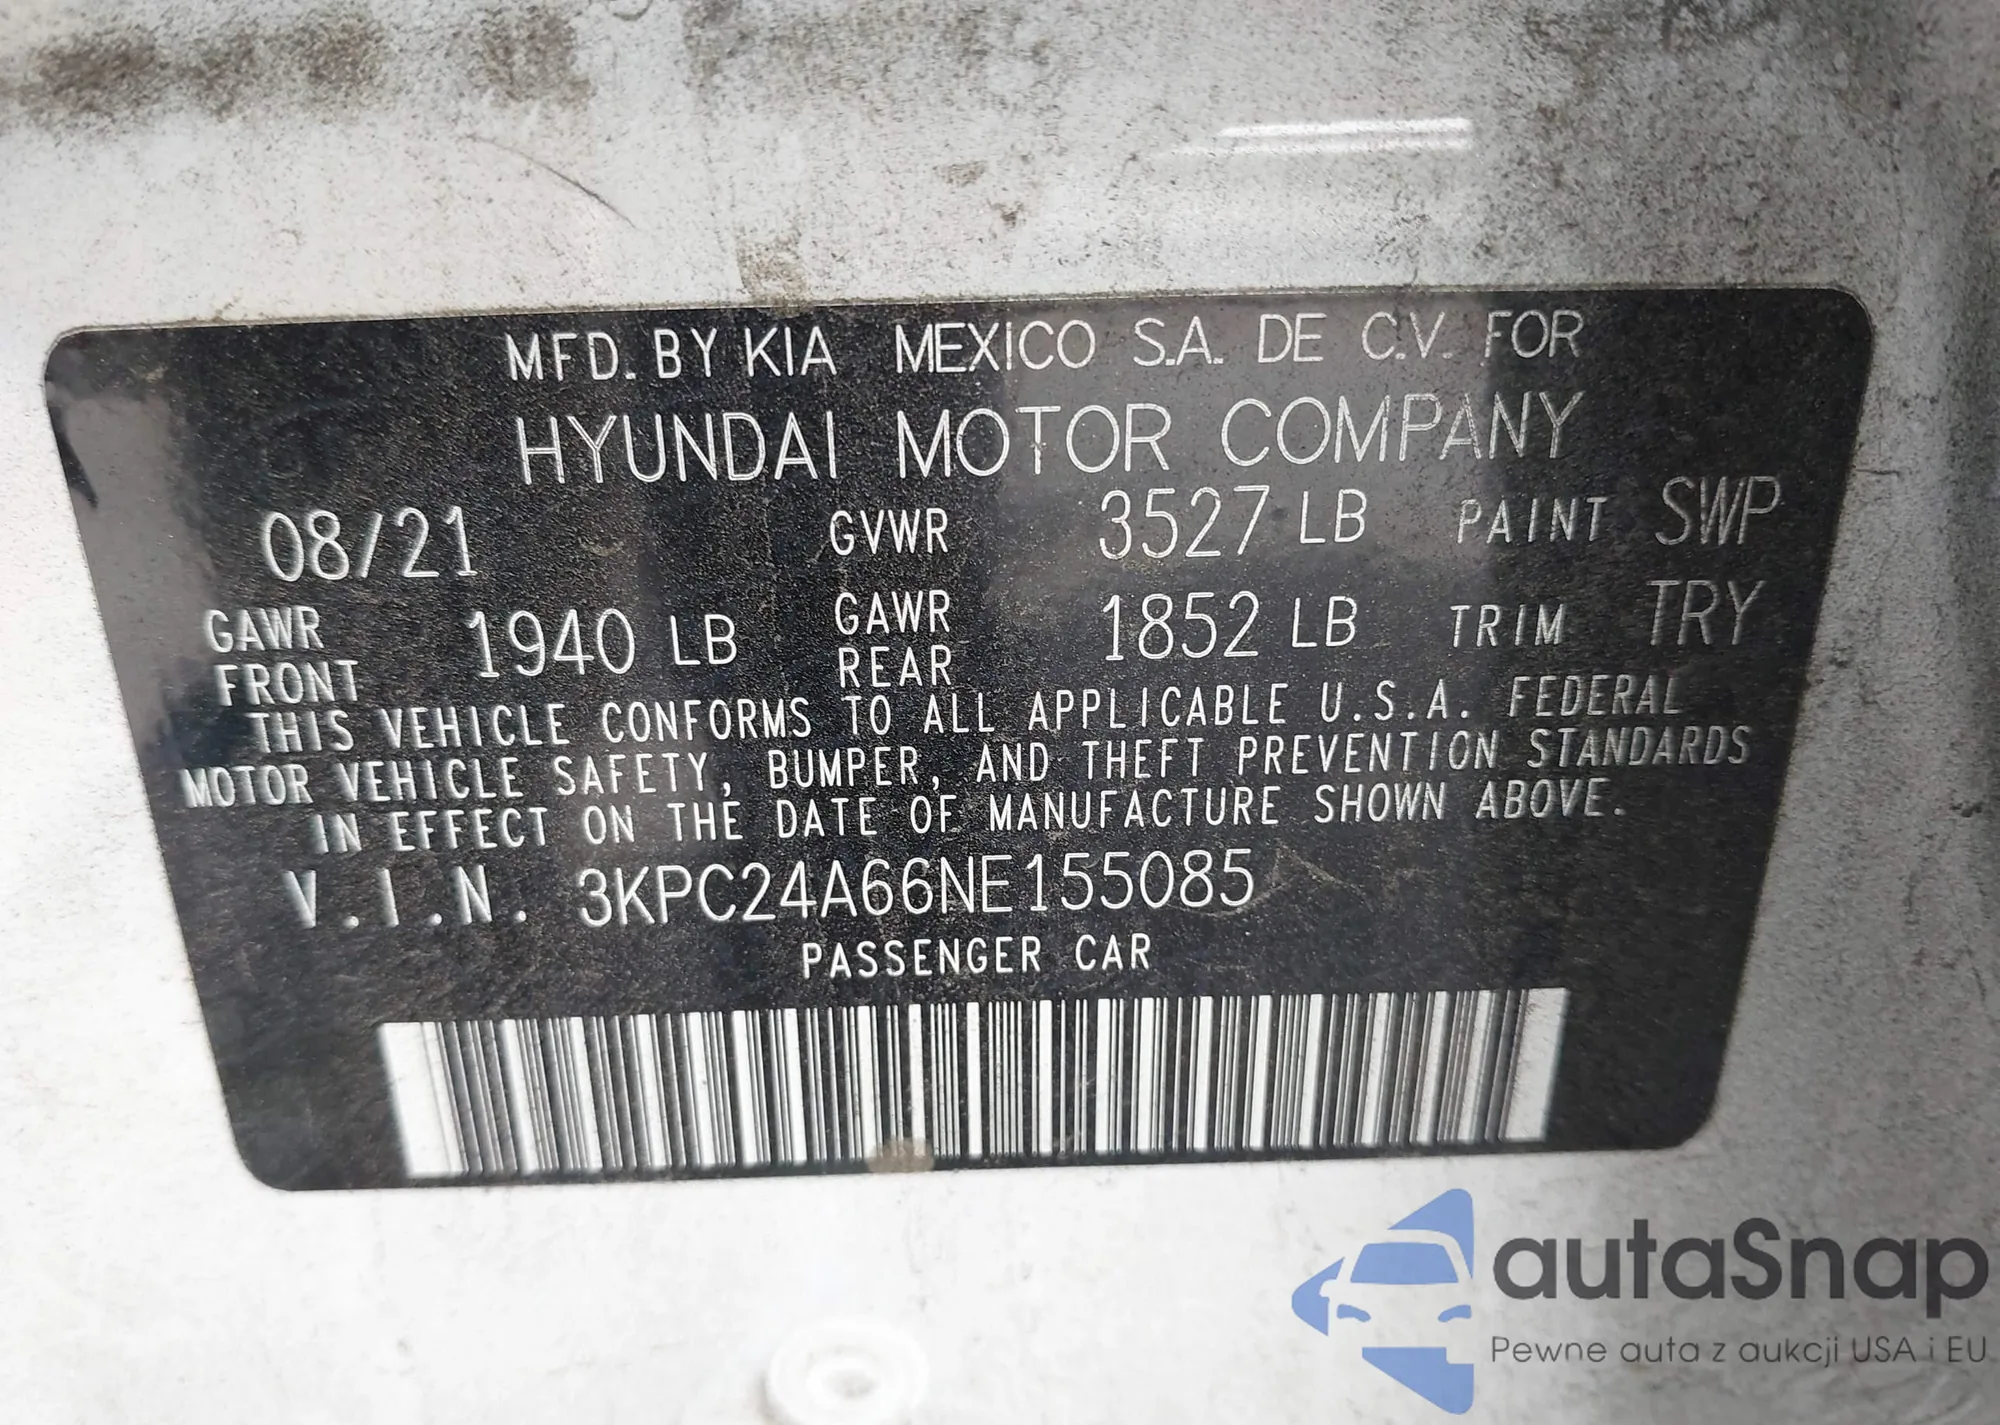 MFD. BY KIA MEXICO S.A. DE C.V. FOR
HYUNDAI MOTOR COMPANY
08/21 GVWR 3527 LB PAINT SWP
GAWR FRONT 1940 LB GAWR REAR 1852 LB TRIM TRY
THIS VEHICLE CONFORMS TO ALL APPLICABLE U.S.A. FEDERAL
MOTOR VEHICLE SAFETY, BUMPER, AND THEFT PREVENTION STANDARDS
IN EFFECT ON THE DATE OF MANUFACTURE SHOWN ABOVE.
V.I.N. 3KPC24A66NE155085
PASSENGER CAR
autaSnap
Pewne auta z aukcji USA i EU